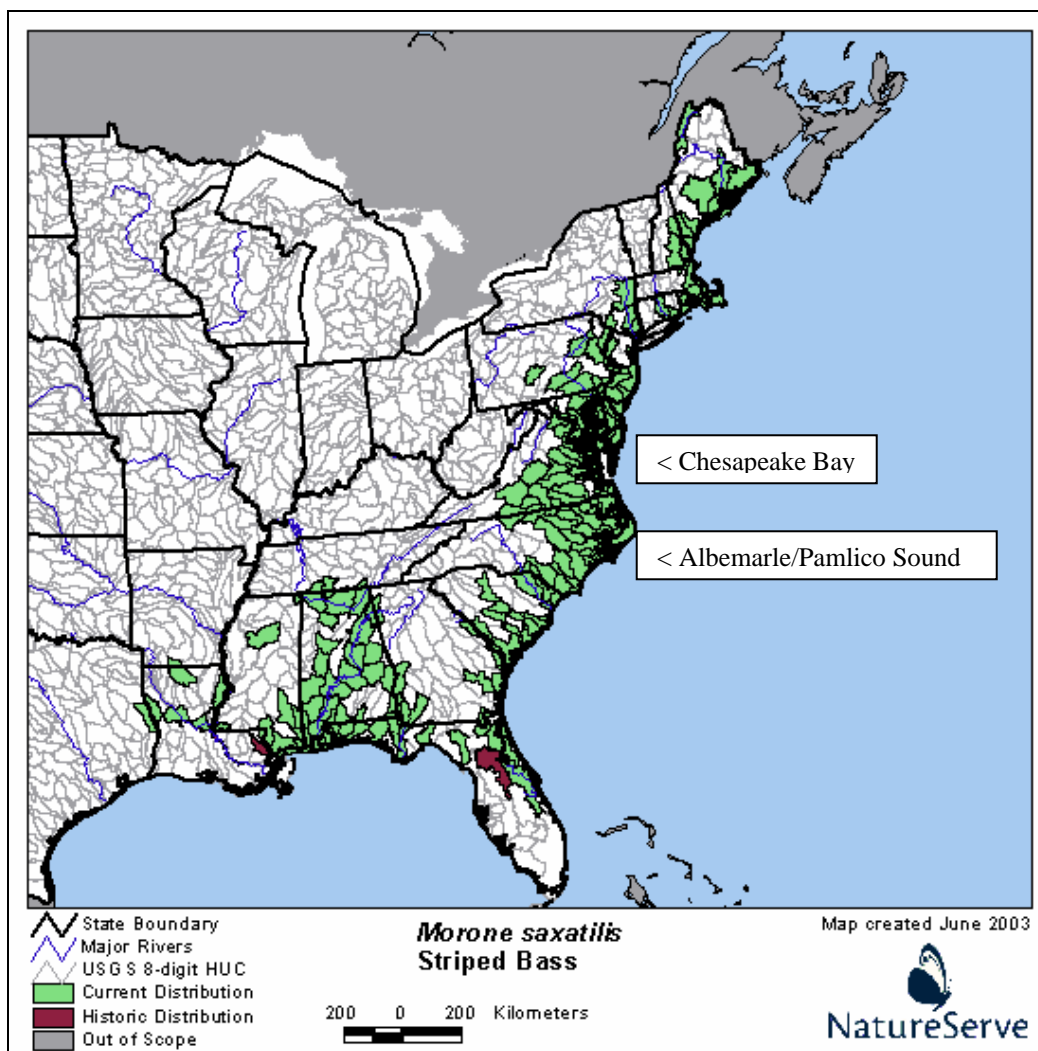 < Chesapeake Bay
< Albemarle/Pamlico Sound
State Boundary
Major Rivers
USGS 8-digit HUC
Current Distribution
Historic Distribution
Out of Scope
Morone saxatilis
Striped Bass
200 0 200 Kilometers
Map created June 2003
NatureServe